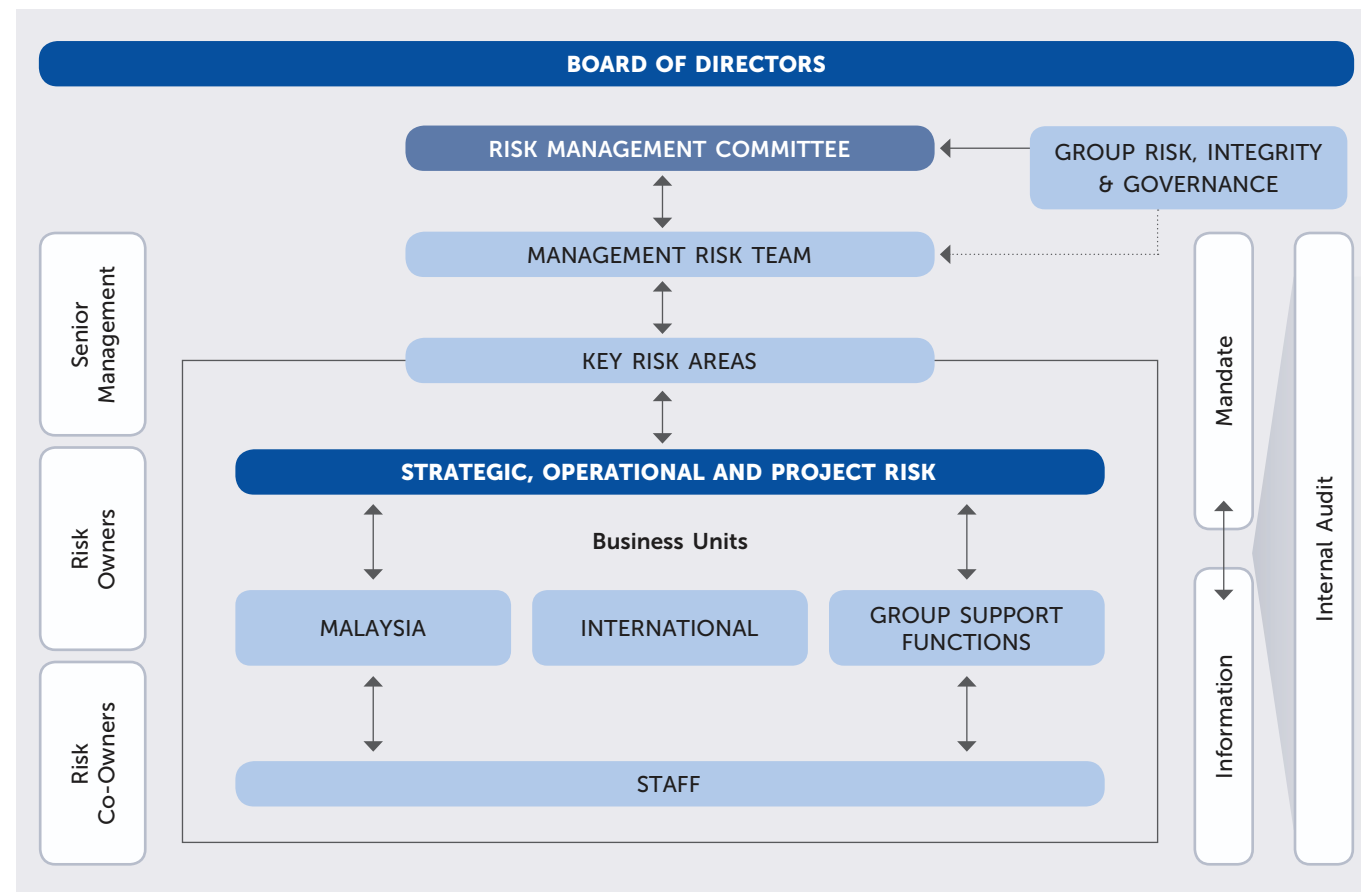 BOARD OF DIRECTORS
RISK MANAGEMENT COMMITTEE
GROUP RISK, INTEGRITY
& GOVERNANCE
MANAGEMENT RISK TEAM
Senior
Management
KEY RISK AREAS
Mandate
Internal Audit
STRATEGIC, OPERATIONAL AND PROJECT RISK
Risk
Owners
Business Units
MALAYSIA
INTERNATIONAL
GROUP SUPPORT
FUNCTIONS
Risk
Co-Owners
Information
STAFF